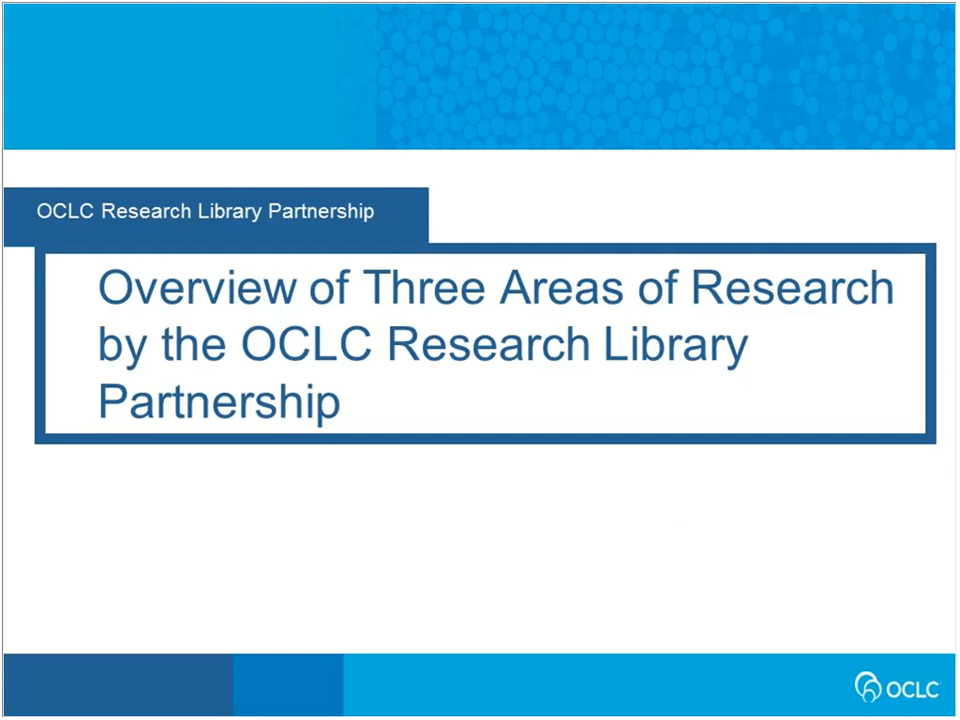 OCLC Research Library Partnership
Overview of Three Areas of Research
by the OCLC Research Library
Partnership
OCLC